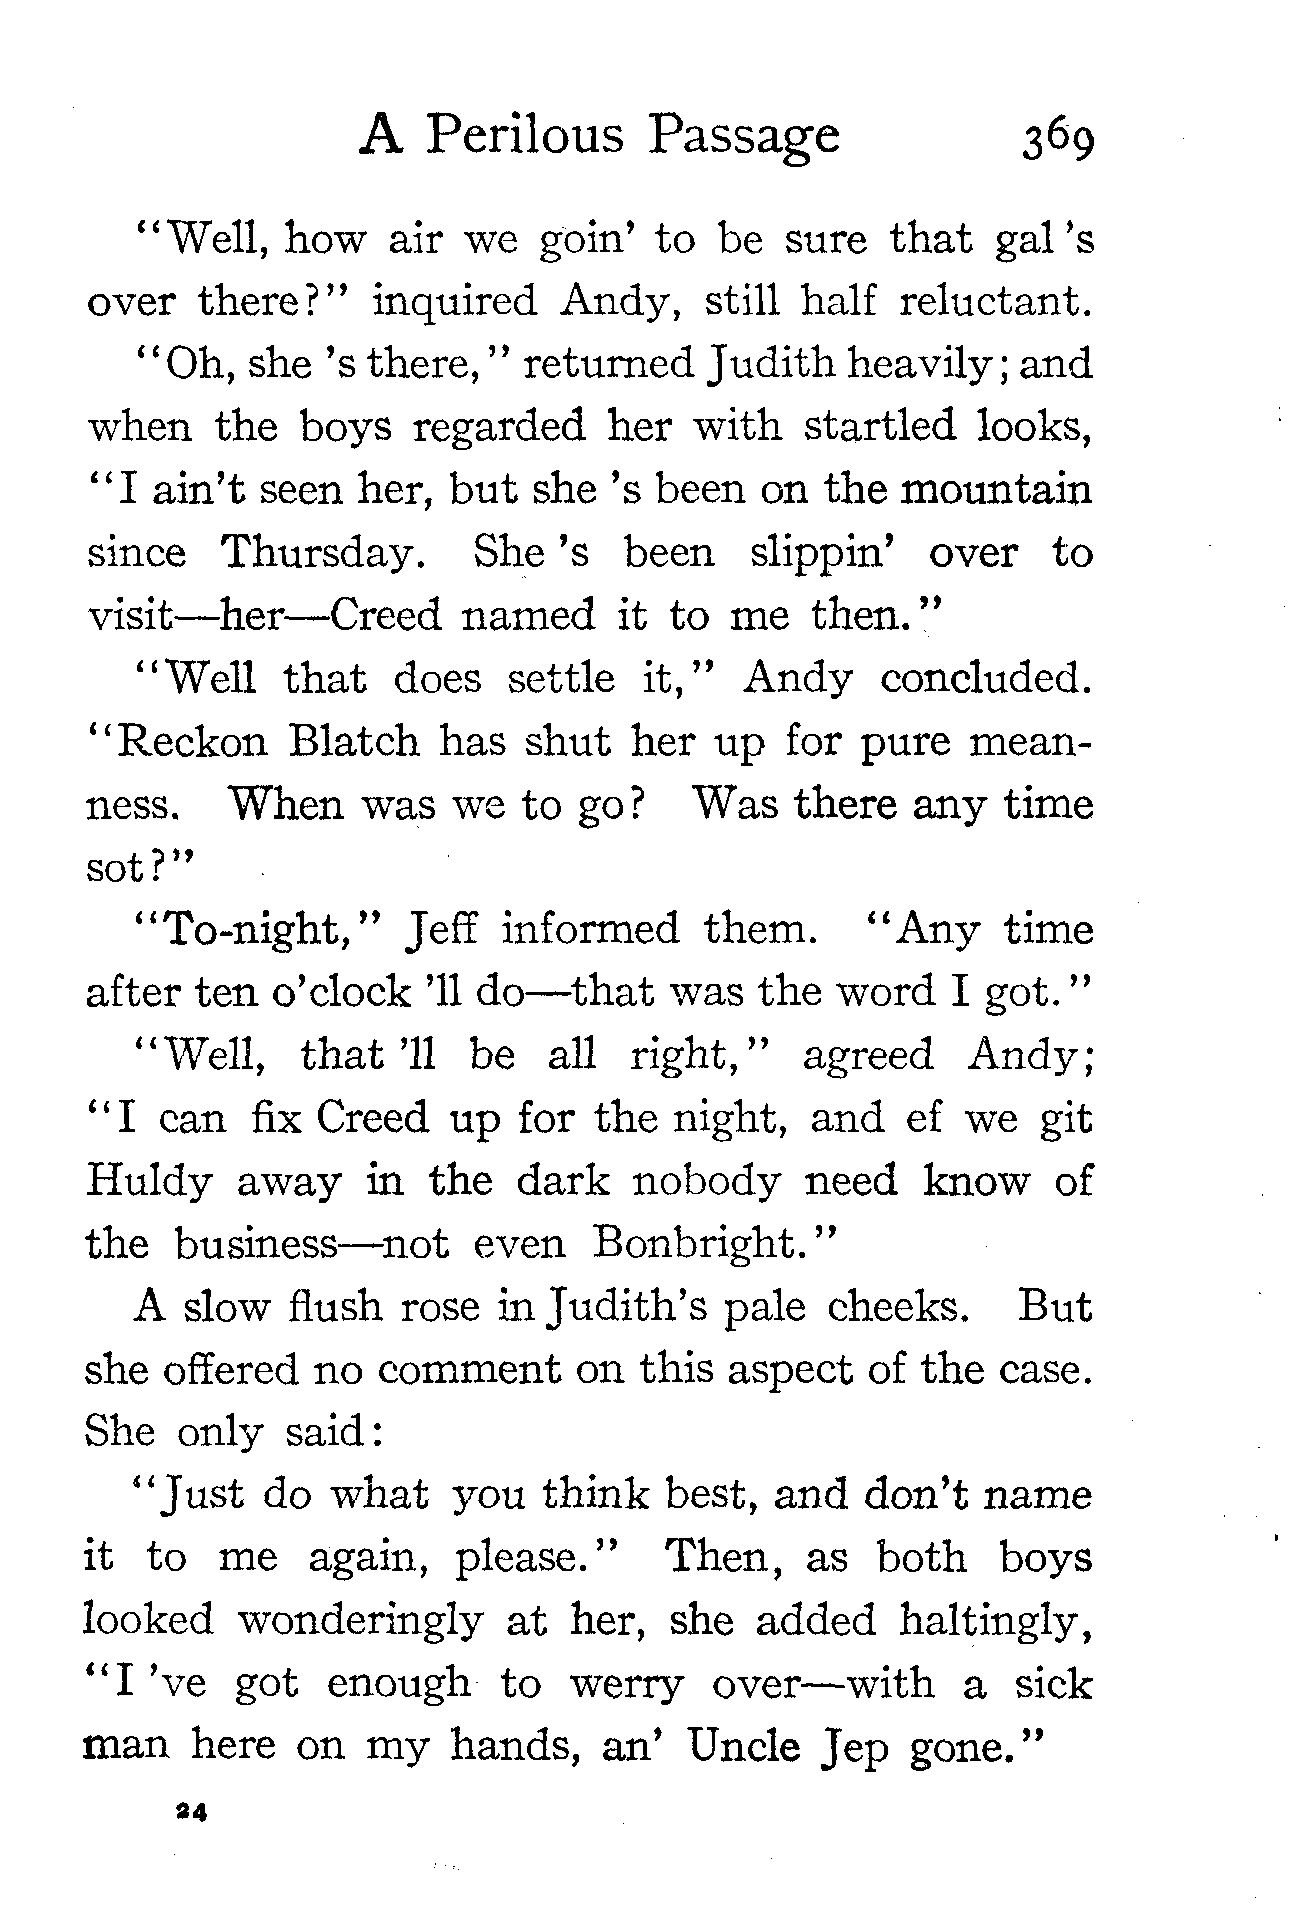 A Perilous Passage 369
"Well, how air we goin' to be sure that gal 's
over there?" inquired Andy, still half reluctant.
"Oh, she 's there," returned Judith heavily; and
when the boys regarded her with startled looks,
"I ain't seen her, but she 's been on the mountain
since Thursday. She 's been slippin' over to
visit—her—Creed named it to me then."
"Well that does settle it," Andy concluded.
"Reckon Blatch has shut her up for pure mean-
ness. When was we to go? Was there any time
sot?"
"To-night," Jeff informed them. "Any time
after ten o'clock 'll do—that was the word I got."
"Well, that 'll be all right," agreed Andy;
"I can fix Creed up for the night, and ef we git
Huldy away in the dark nobody need know of
the business—not even Bonbright."
A slow flush rose in Judith's pale cheeks. But
she offered no comment on this aspect of the case.
She only said:
"Just do what you think best, and don't name
it to me again, please." Then, as both boys
looked wonderingly at her, she added haltingly,
"I 've got enough to werry over—with a sick
man here on my hands, an' Uncle Jep gone."
24